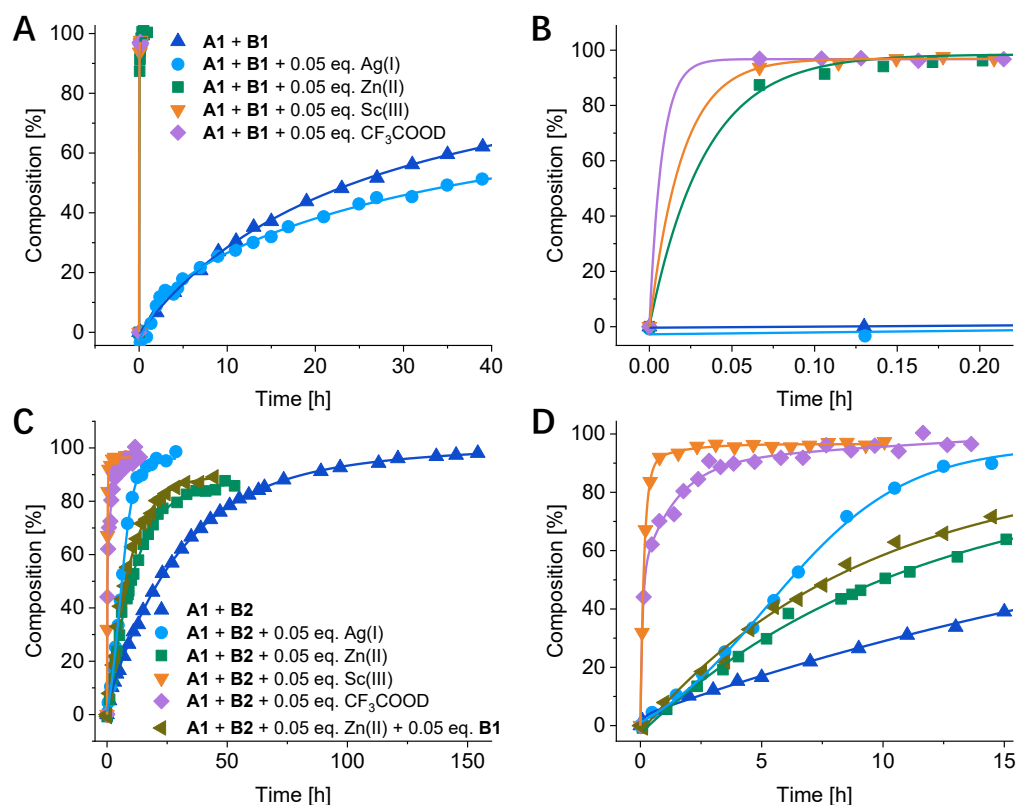 A
A1 + B1
A1 + B1 + 0.05 eq. Ag(I)
A1 + B1 + 0.05 eq. Zn(II)
A1 + B1 + 0.05 eq. Sc(III)
A1 + B1 + 0.05 eq. CF₃COOD
Composition [%]
100
80
60
40
20
0
0 10 20 30 40
Time [h]
B
Composition [%]
100
80
60
40
20
0
0.00 0.05 0.10 0.15 0.20
Time [h]
C
Composition [%]
100
80
60
40
20
0
A1 + B2
A1 + B2 + 0.05 eq. Ag(I)
A1 + B2 + 0.05 eq. Zn(II)
A1 + B2 + 0.05 eq. Sc(III)
A1 + B2 + 0.05 eq. CF₃COOD
A1 + B2 + 0.05 eq. Zn(II) + 0.05 eq. B1
0 50 100 150
Time [h]
D
Composition [%]
100
80
60
40
20
0
0 5 10 15
Time [h]